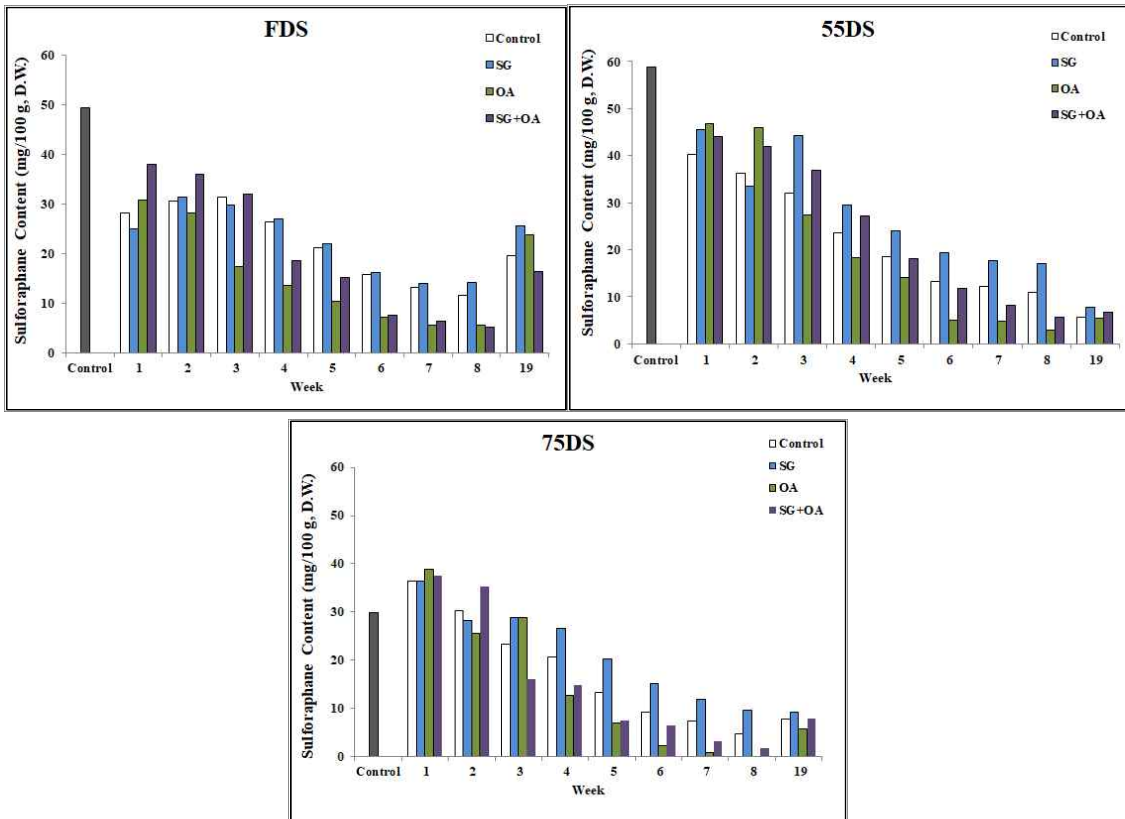 FDS
Control
SG
OA
SG+OA
Sulforaphane Content (mg/100 g, D.W.)
60
50
40
30
20
10
0
Control 1 2 3 4 5 6 7 8 19
Week
55DS
Control
SG
OA
SG+OA
Sulforaphane Content (mg/100 g, D.W.)
60
50
40
30
20
10
0
Control 1 2 3 4 5 6 7 8 19
Week
75DS
Control
SG
OA
SG+OA
Sulforaphane Content (mg/100 g, D.W.)
60
50
40
30
20
10
0
Control 1 2 3 4 5 6 7 8 19
Week